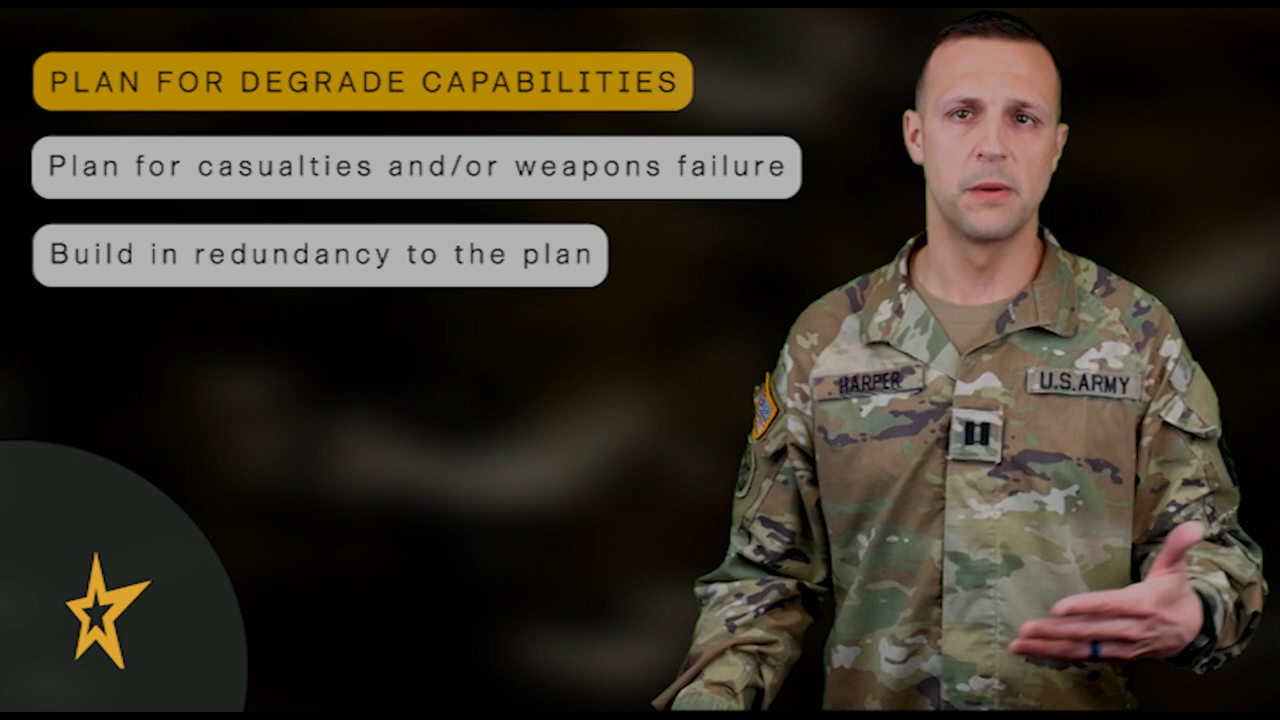 PLAN FOR DEGRADE CAPABILITIES
Plan for casualties and/or weapons failure
Build in redundancy to the plan
HARPER
U.S.ARMY